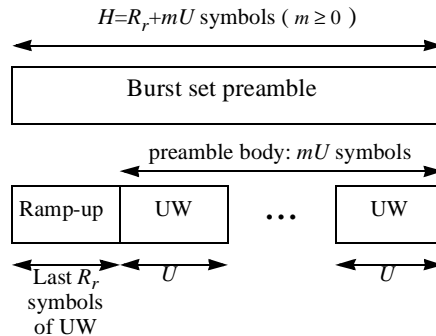 H=Rr+mU symbols ( m ≥ 0 )
Burst set preamble
preamble body: mU symbols
Ramp-up UW ... UW
Last Rr U U
symbols
of UW